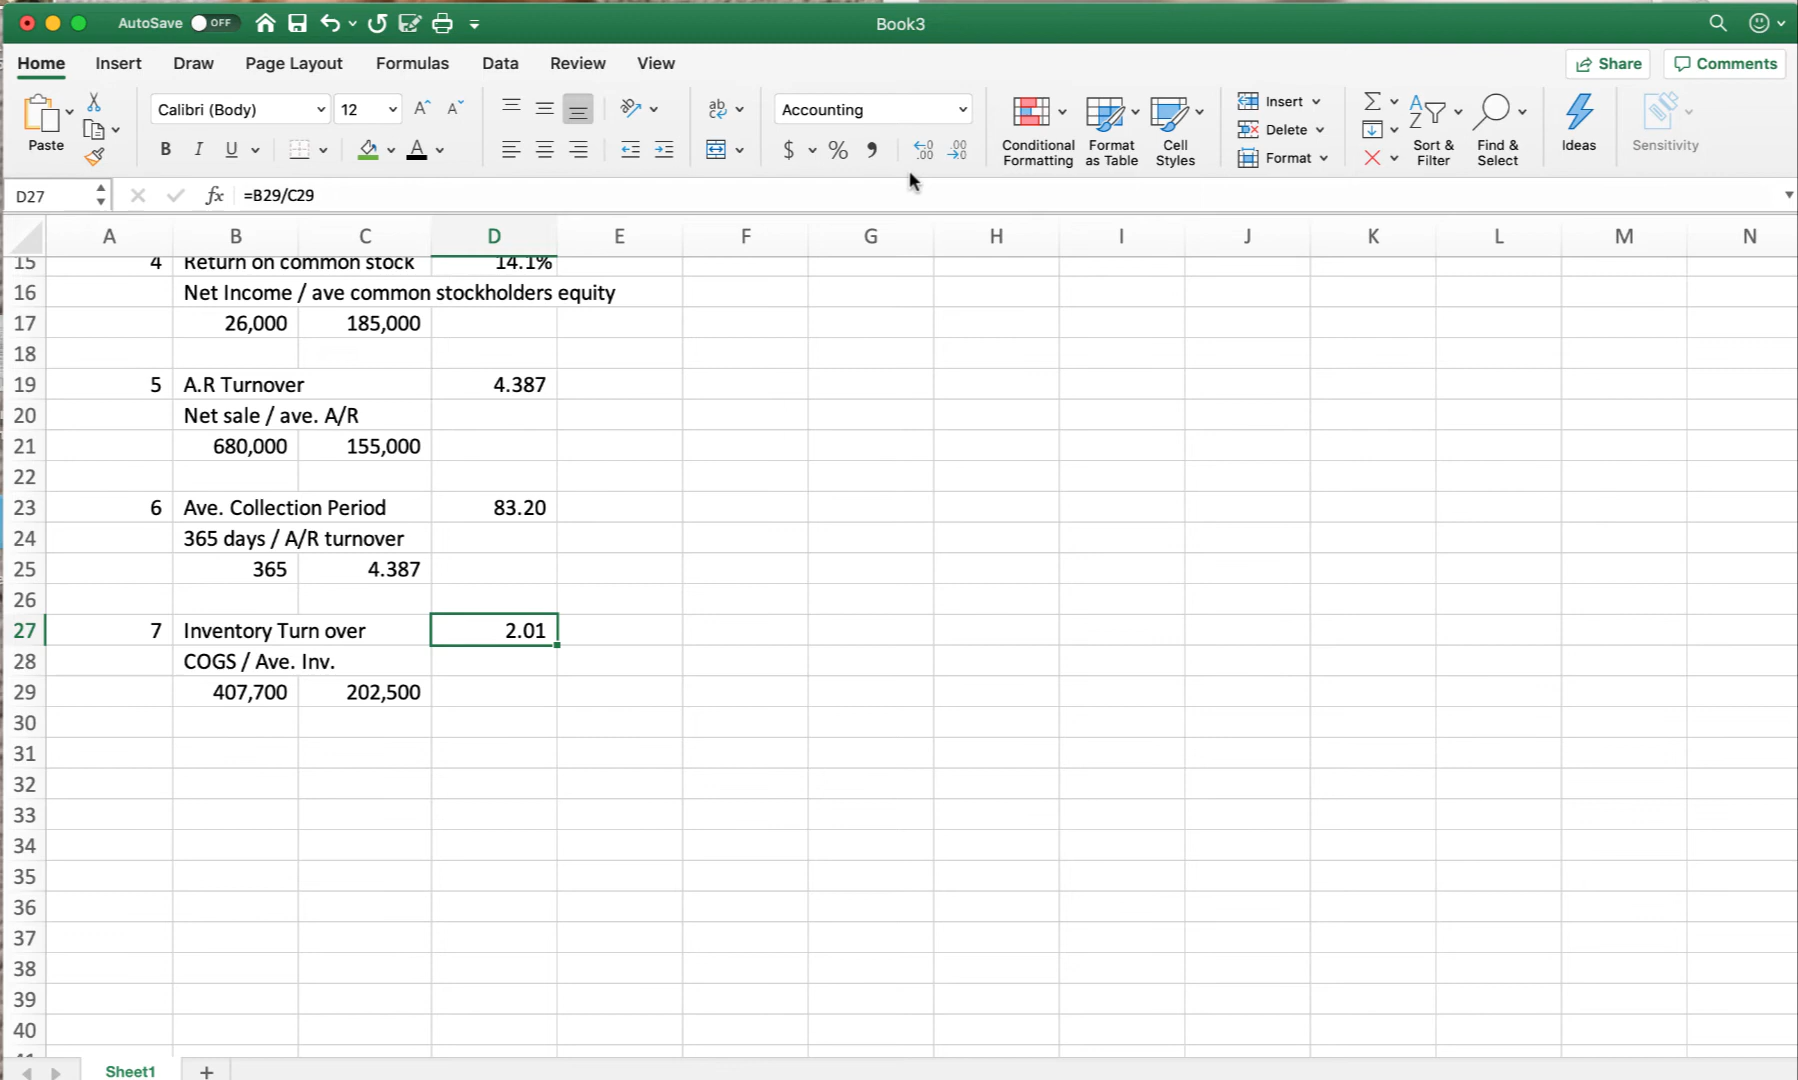 AutoSave OFF Book3
Home Insert Draw Page Layout Formulas Data Review View Share Comments
Paste Calibri (Body) 12 Accounting Conditional Formatting Format as Table Cell Styles Insert Delete Format Sort & Filter Find & Select Ideas Sensitivity
D27 fx =B29/C29
A B C D E F G H I J K L M N
15 4 Return on common stock 14.1%
16 Net Income / ave common stockholders equity
17 26,000 185,000
18
19 5 A.R Turnover 4.387
20 Net sale / ave. A/R
21 680,000 155,000
22
23 6 Ave. Collection Period 83.20
24 365 days / A/R turnover
25 365 4.387
26
27 7 Inventory Turn over 2.01
28 COGS / Ave. Inv.
29 407,700 202,500
30
31
32
33
34
35
36
37
38
39
40
Sheet1